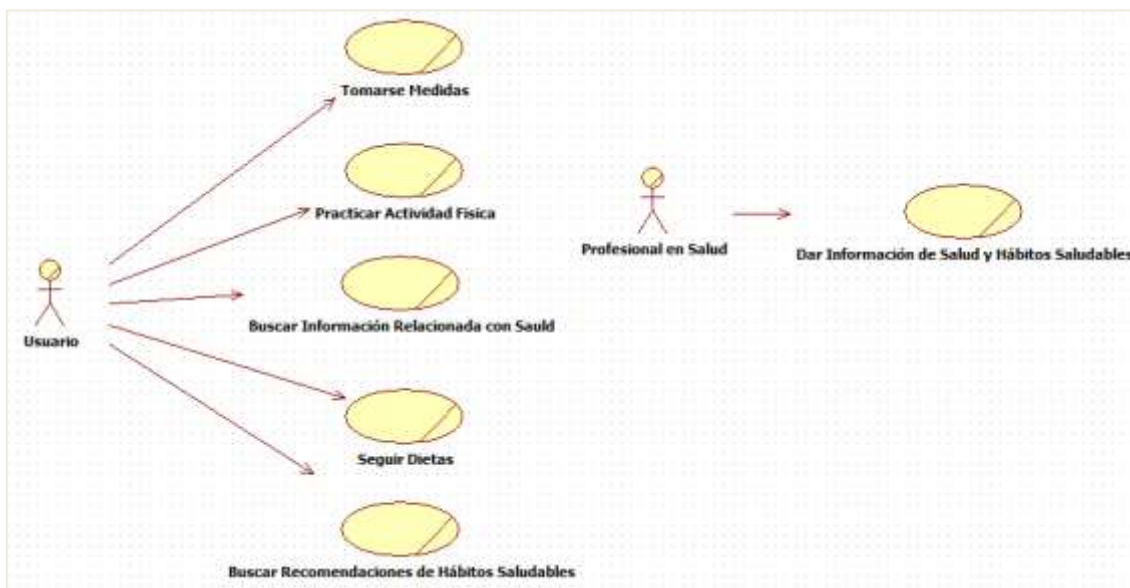 Tomarse Medidas
Practicar Actividad Fisica
Profesional en Salud
Dar Información de Salud y Hábitos Saludables
Buscar Información Relacionada con Sauld
Usuario
Seguir Dietas
Buscar Recomendaciones de Hábitos Saludables